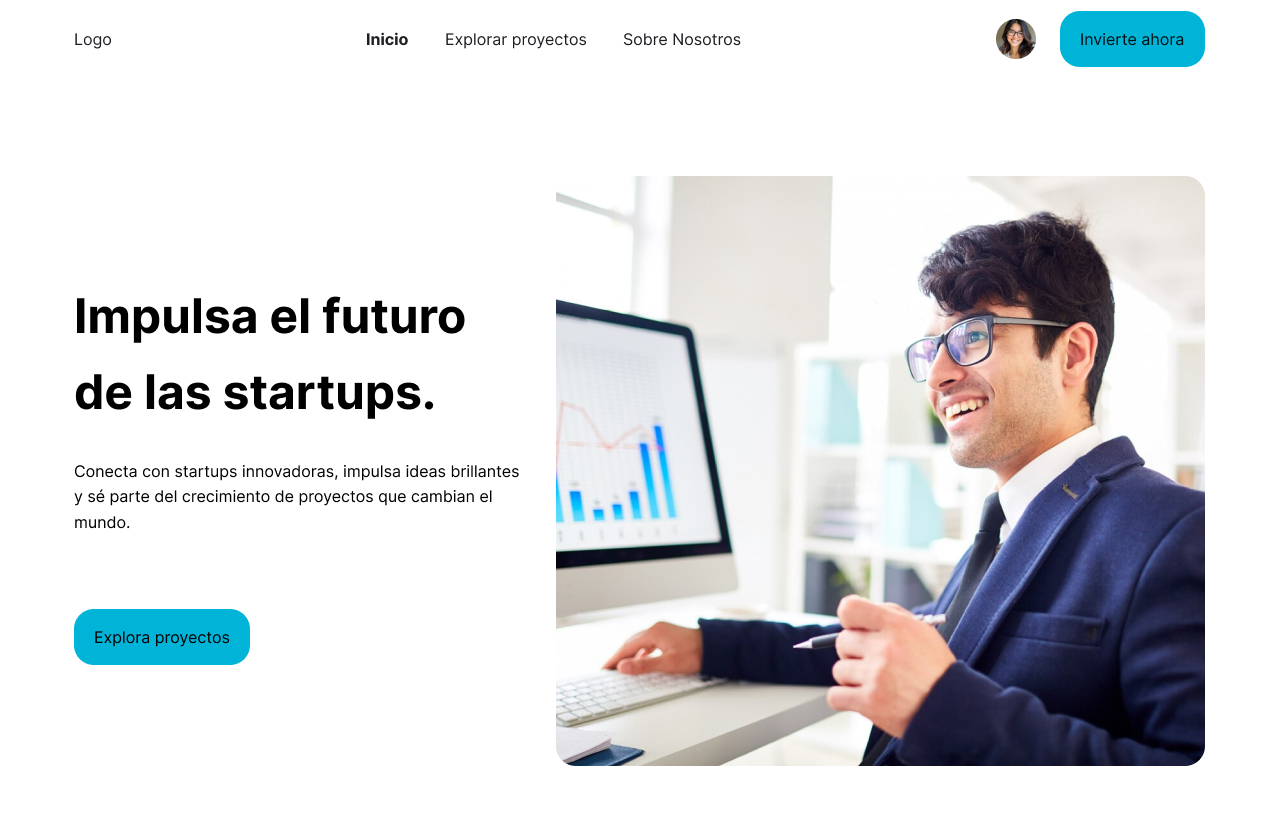 Logo
Inicio
Explorar proyectos
Sobre Nosotros
Invierte ahora
Impulsa el futuro
de las startups.
Conecta con startups innovadoras, impulsa ideas brillantes
y sé parte del crecimiento de proyectos que cambian el
mundo.
Explora proyectos